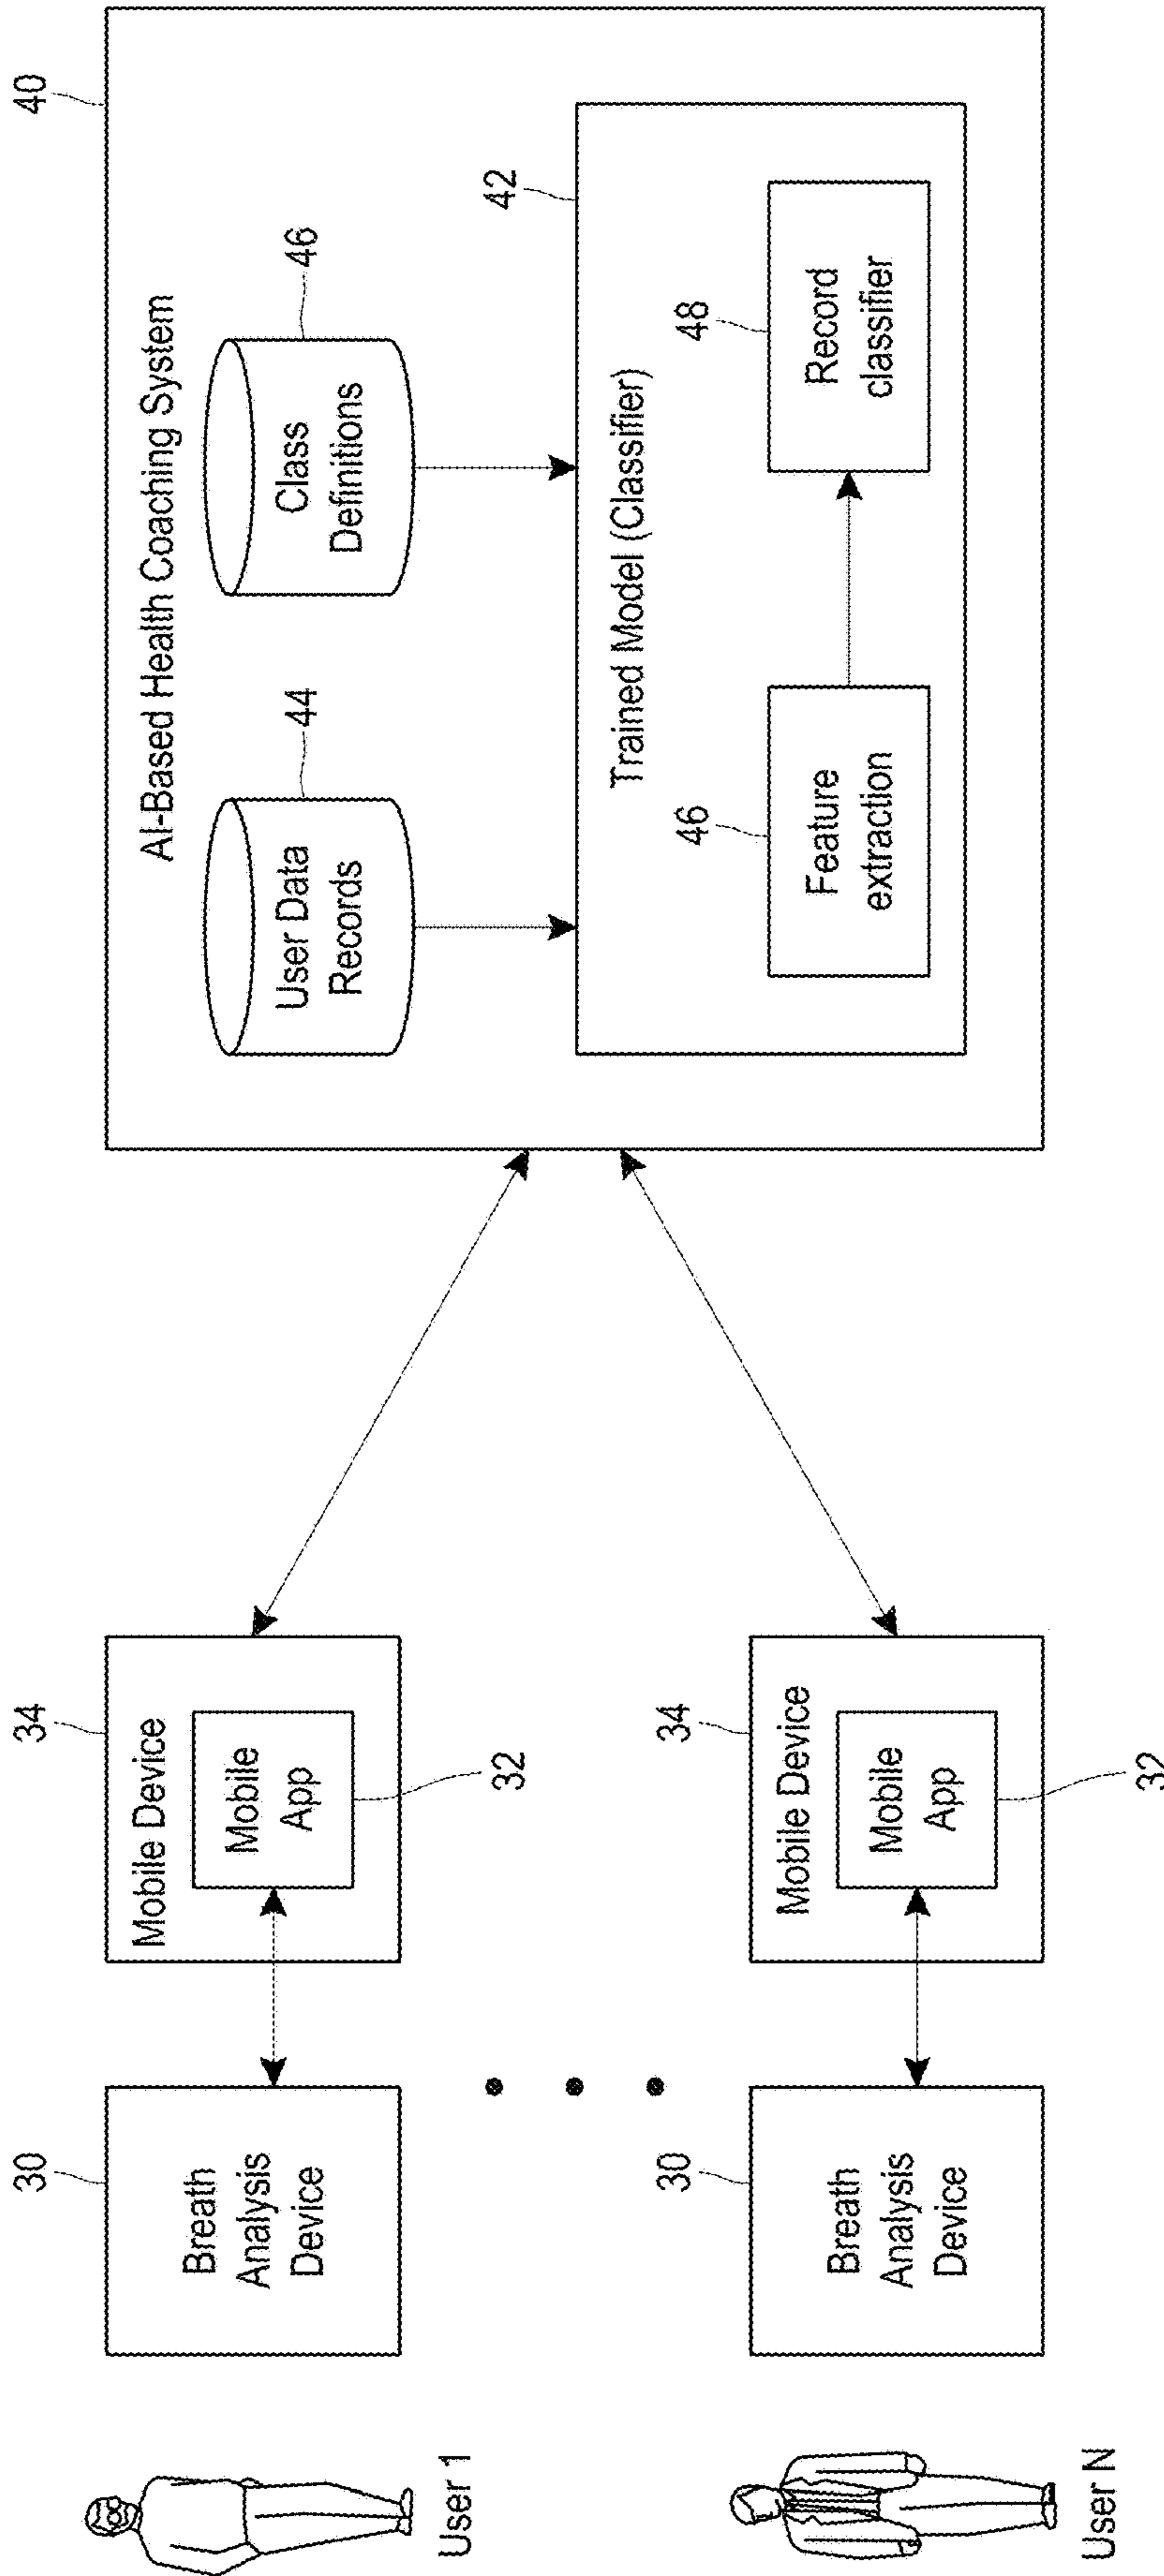 User 1
30
Breath
Analysis
Device
34
Mobile Device
Mobile
App
32
User N
30
Breath
Analysis
Device
34
Mobile Device
Mobile
App
32
40
AI-Based Health Coaching System
44
User Data
Records
46
Class
Definitions
42
Trained Model (Classifier)
46
Feature
extraction
48
Record
classifier